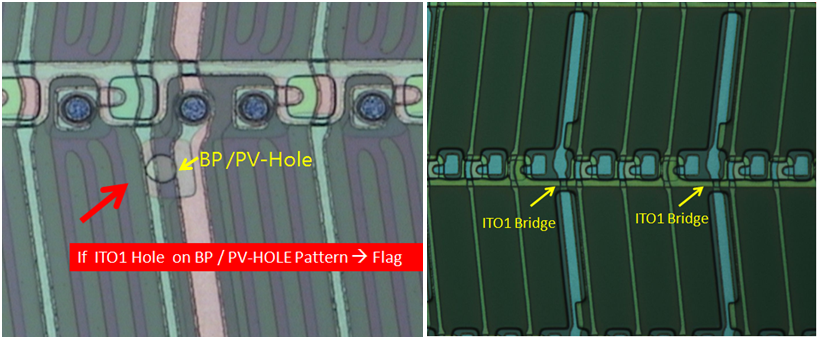 BP /PV-Hole
If ITO1 Hole on BP / PV-HOLE Pattern → Flag
ITO1 Bridge
ITO1 Bridge